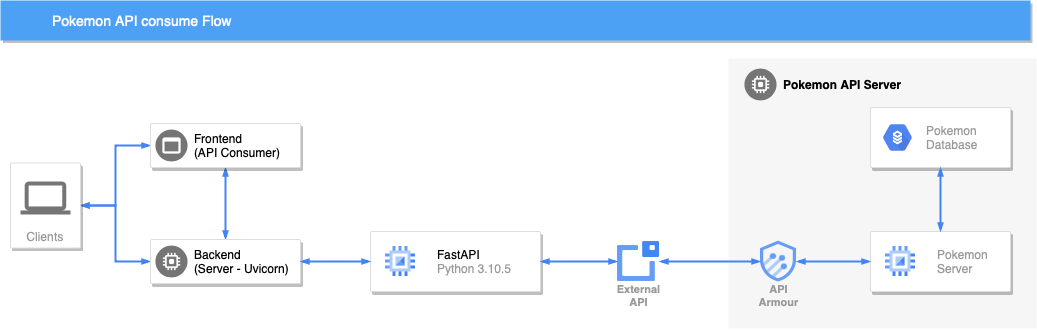 Pokemon API consume Flow
Pokemon API Server
Frontend
(API Consumer)
Pokemon
Database
Clients
Backend
(Server - Uvicorn)
FastAPI
Python 3.10.5
External
API
API
Armour
Pokemon
Server